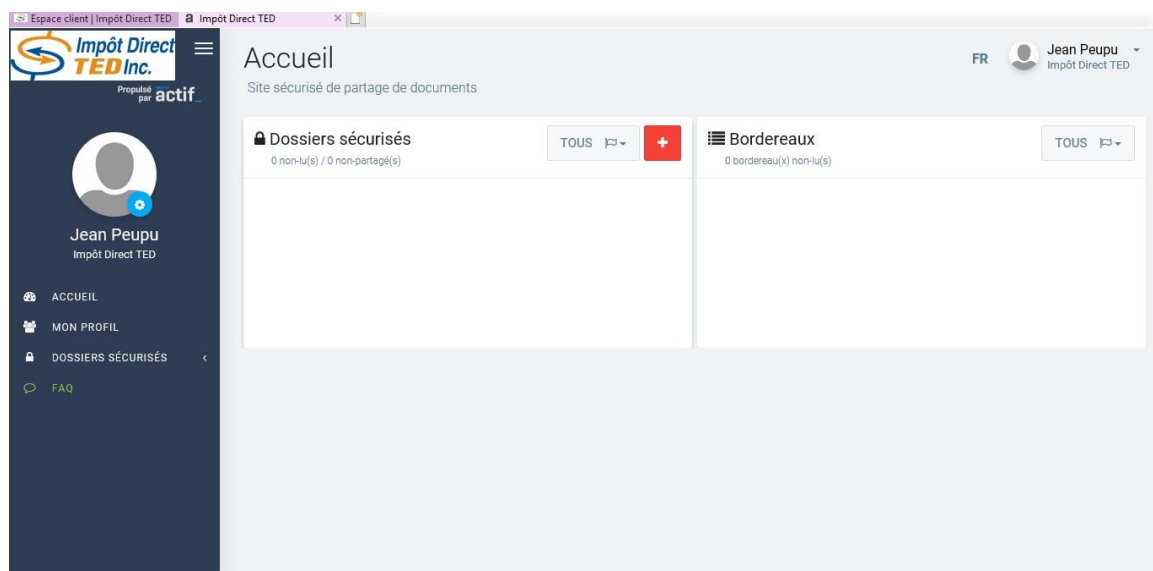 Espace client | Impôt Direct TED
a Impôt Direct TED
Impôt Direct
TED Inc.
Propulsé
par actif_
Jean Peupu
Impôt Direct TED
ACCUEIL
MON PROFIL
DOSSIERS SÉCURISÉS
FAQ
Accueil
Site sécurisé de partage de documents
FR
Jean Peupu
Impôt Direct TED
Dossiers sécurisés
0 non-lu(s) / 0 non-partagé(s)
TOUS
+
Bordereaux
0 bordereau(x) non-lu(s)
TOUS